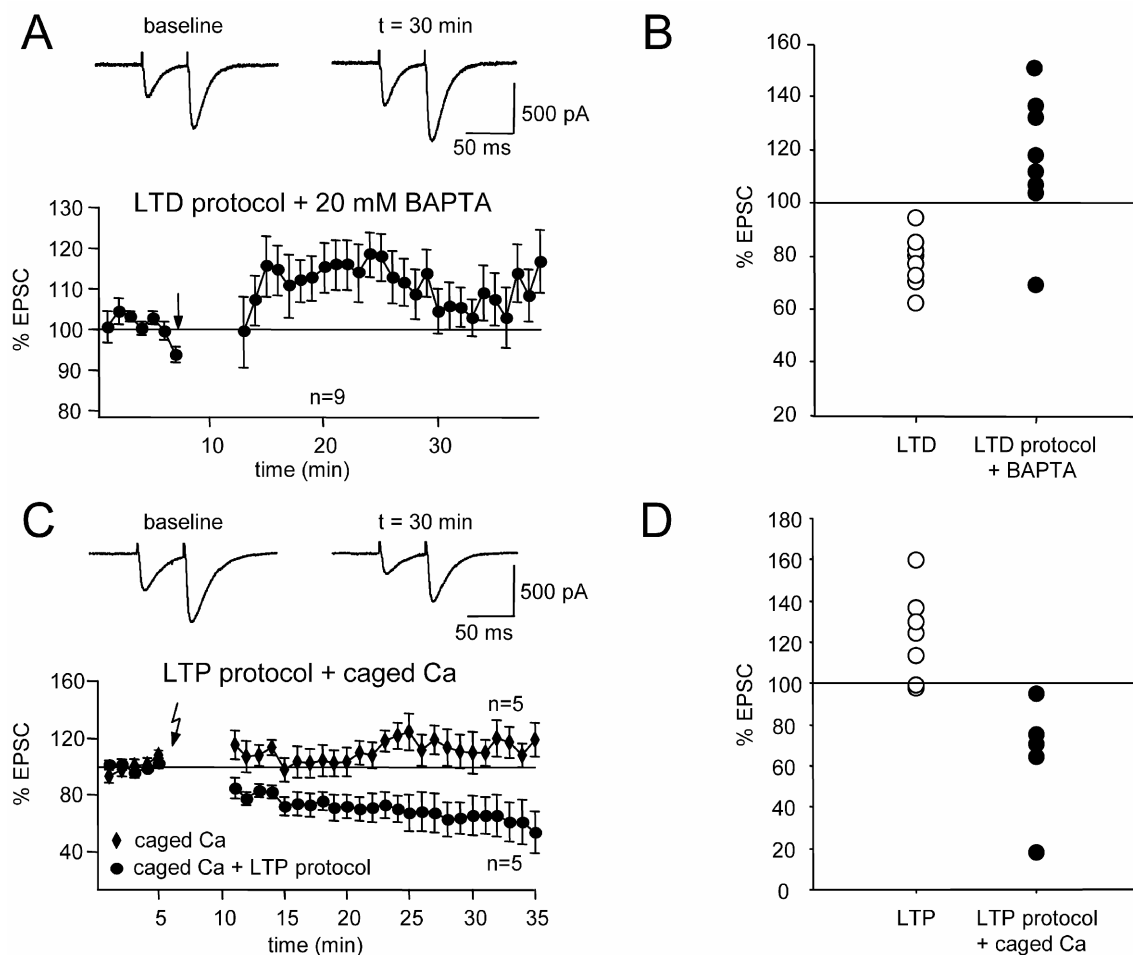 A
baseline
t = 30 min
500 pA
50 ms
LTD protocol + 20 mM BAPTA
% EPSC
130
120
110
100
90
80
n=9
10
20
30
time (min)
B
% EPSC
160
140
120
100
80
60
40
20
LTD
LTD protocol
+ BAPTA
C
baseline
t = 30 min
500 pA
50 ms
LTP protocol + caged Ca
% EPSC
160
120
80
40
n=5
caged Ca
caged Ca + LTP protocol
n=5
5
10
15
20
25
30
35
time (min)
D
% EPSC
180
160
140
120
100
80
60
40
20
0
LTP
LTP protocol
+ caged Ca